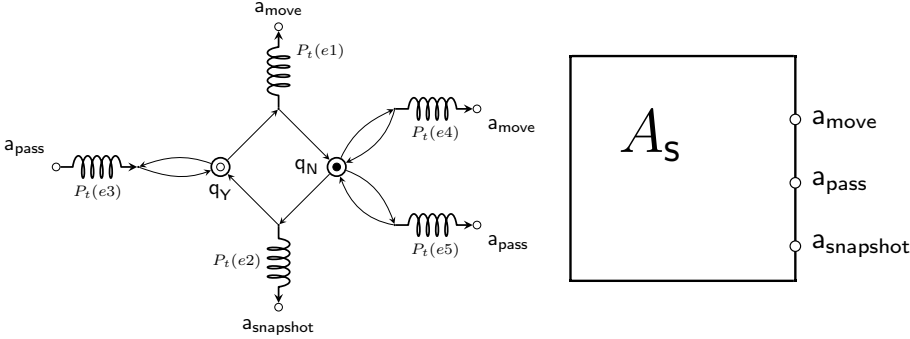 a_move
P_t(e1)
P_t(e4)
a_move
a_pass
P_t(e3)
q_Y
q_N
P_t(e2)
P_t(e5)
a_pass
a_snapshot
A_s
a_move
a_pass
a_snapshot